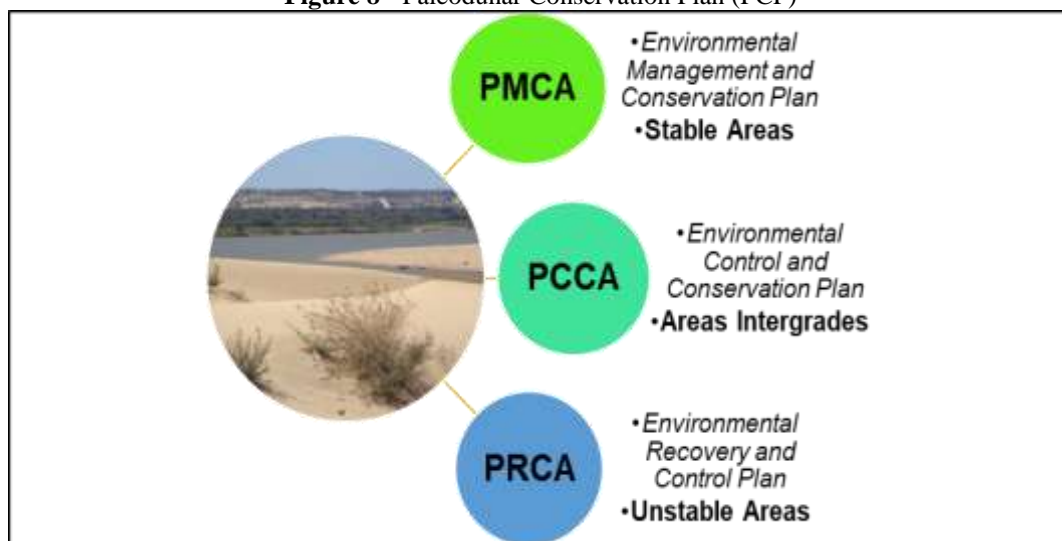 Figure 8 - Paleodunar Conservation Plan (PCP)
PMCA
•Environmental
Management and
Conservation Plan
•Stable Areas
PCCA
•Environmental
Control and
Conservation Plan
•Areas Intergrades
PRCA
•Environmental
Recovery and
Control Plan
•Unstable Areas